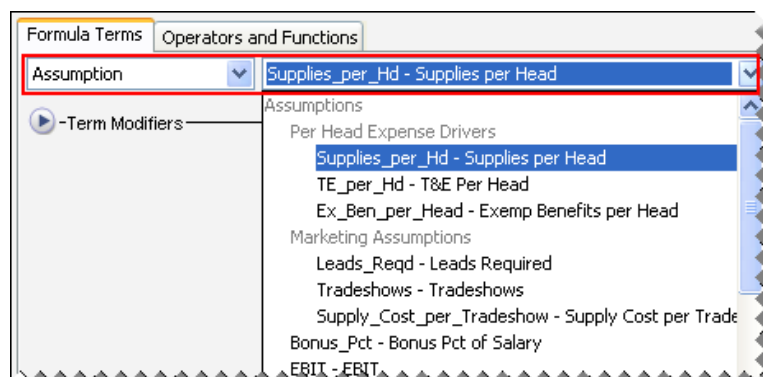 Formula Terms Operators and Functions
Assumption Supplies_per_Hd - Supplies per Head
Assumptions
-Term Modifiers
Per Head Expense Drivers
Supplies_per_Hd - Supplies per Head
TE_per_Hd - T&E Per Head
Ex_Ben_per_Head - Exemp Benefits per Head
Marketing Assumptions
Leads_Reqd - Leads Required
Tradeshows - Tradeshows
Supply_Cost_per_Tradeshow - Supply Cost per Trade
Bonus_Pct - Bonus Pct of Salary
EBIT - EBIT